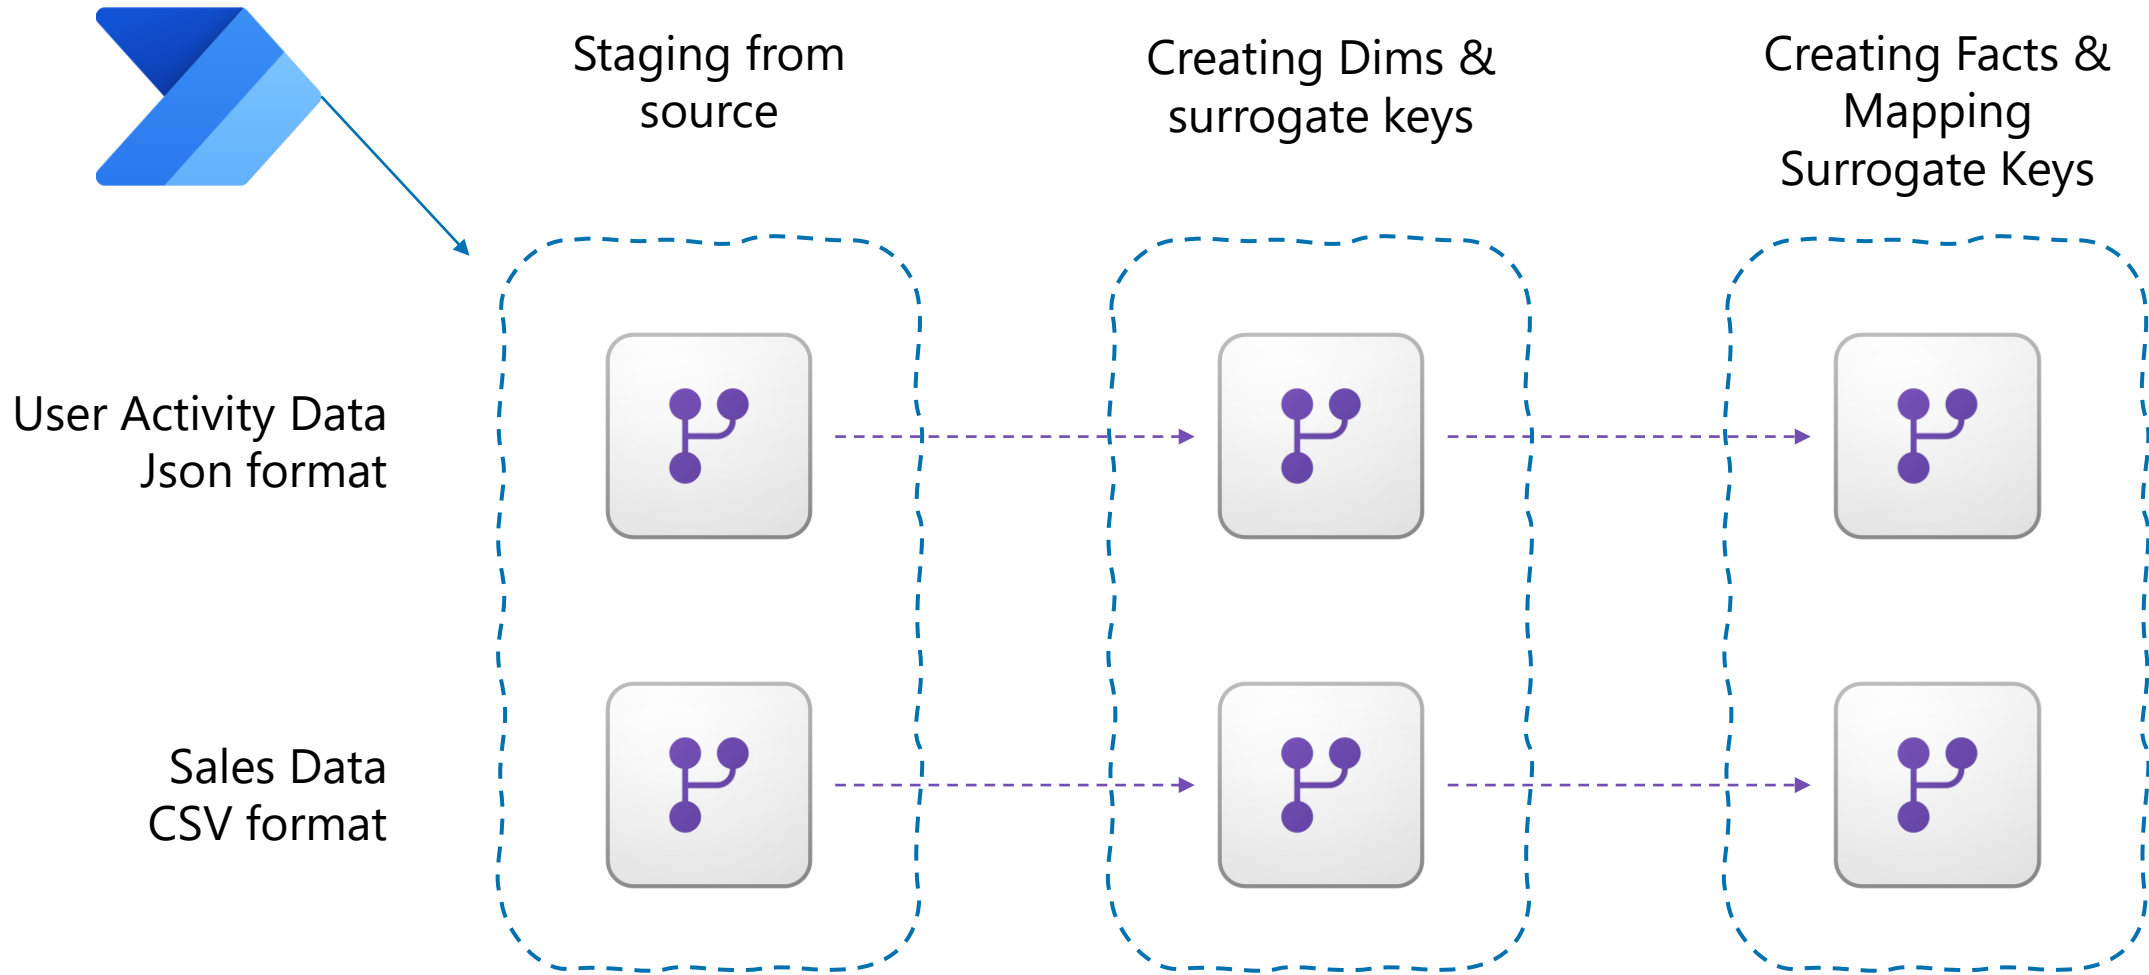 Staging from
source
Creating Dims &
surrogate keys
Creating Facts &
Mapping
Surrogate Keys
User Activity Data
Json format
Sales Data
CSV format